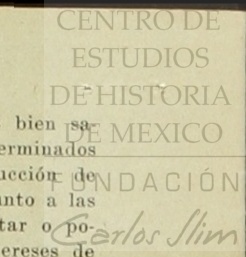 CENTRO DE
ESTUDIOS
DE HISTORIA
DE MEXICO
FUNDACIÓN
Carlos Slim
bien sa-
erminados
ucción de
nto a las
tar o po-
ereses de